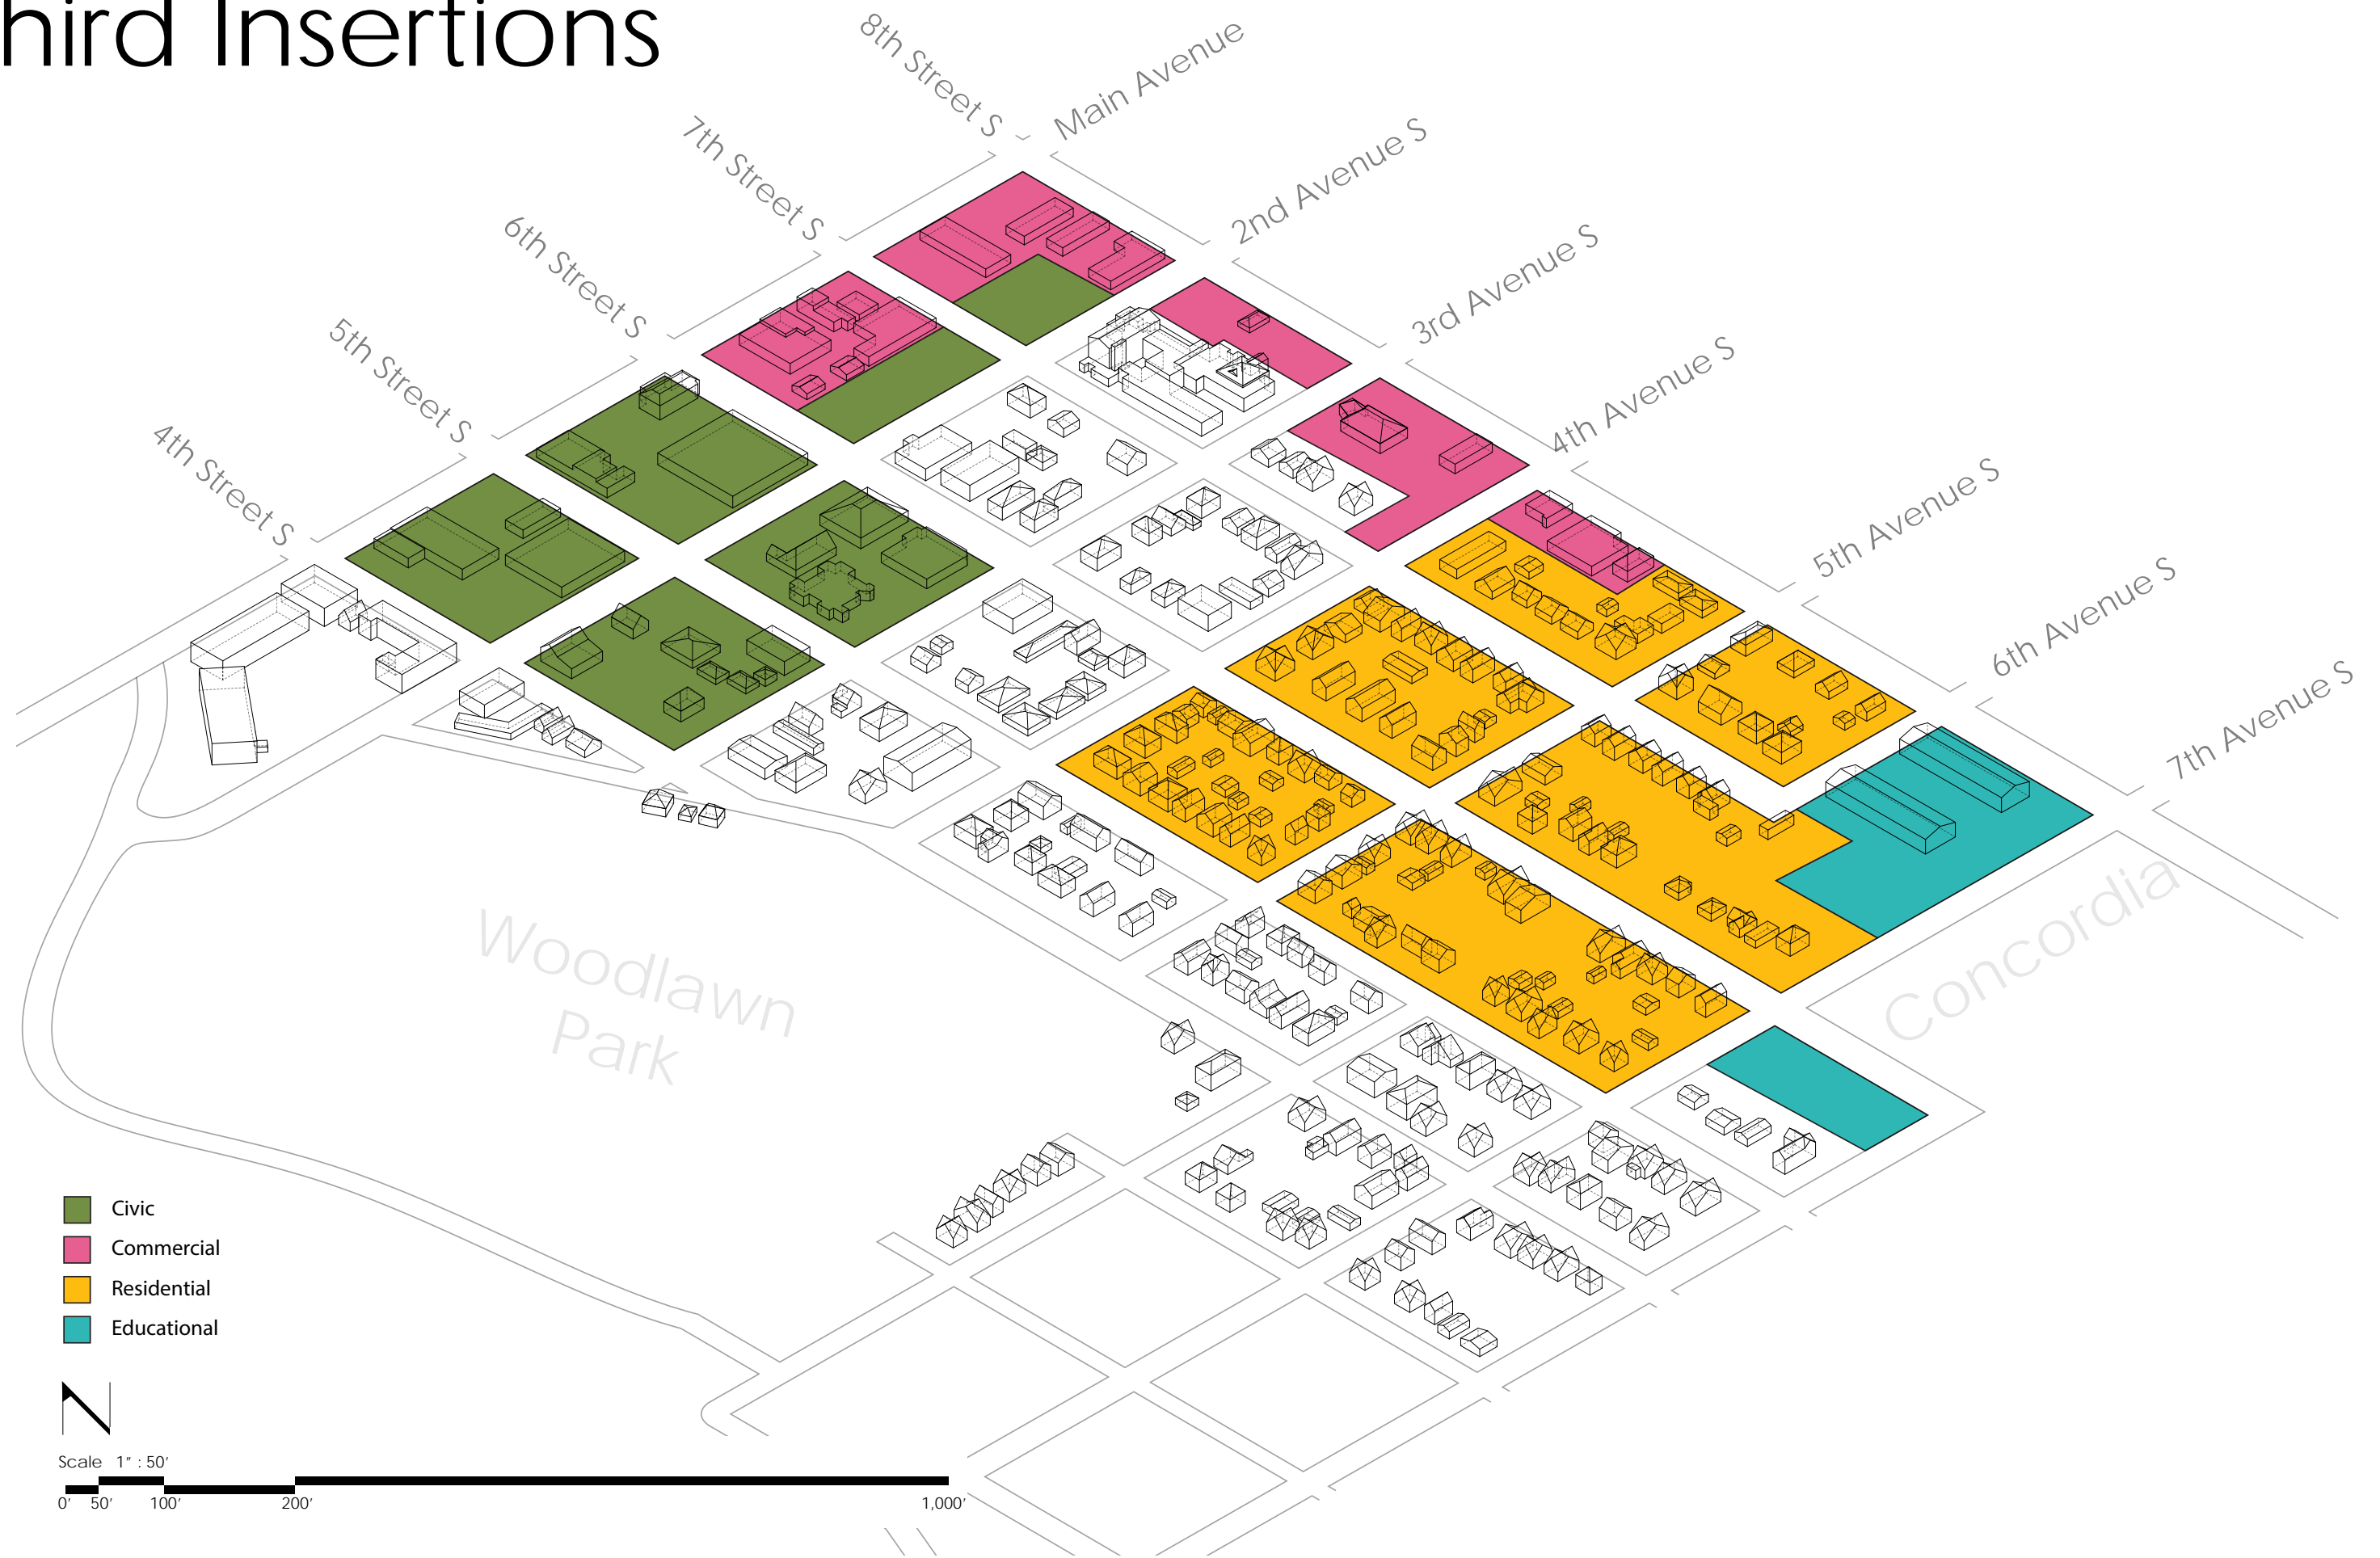 hird Insertions
8th Street S
Main Avenue
7th Street S
2nd Avenue S
6th Street S
3rd Avenue S
5th Street S
4th Avenue S
4th Street S
5th Avenue S
6th Avenue S
7th Avenue S
Concordia
Woodlawn
Park
Civic
Commercial
Residential
Educational
N
Scale 1" : 50'
0' 50' 100' 200' 1,000'